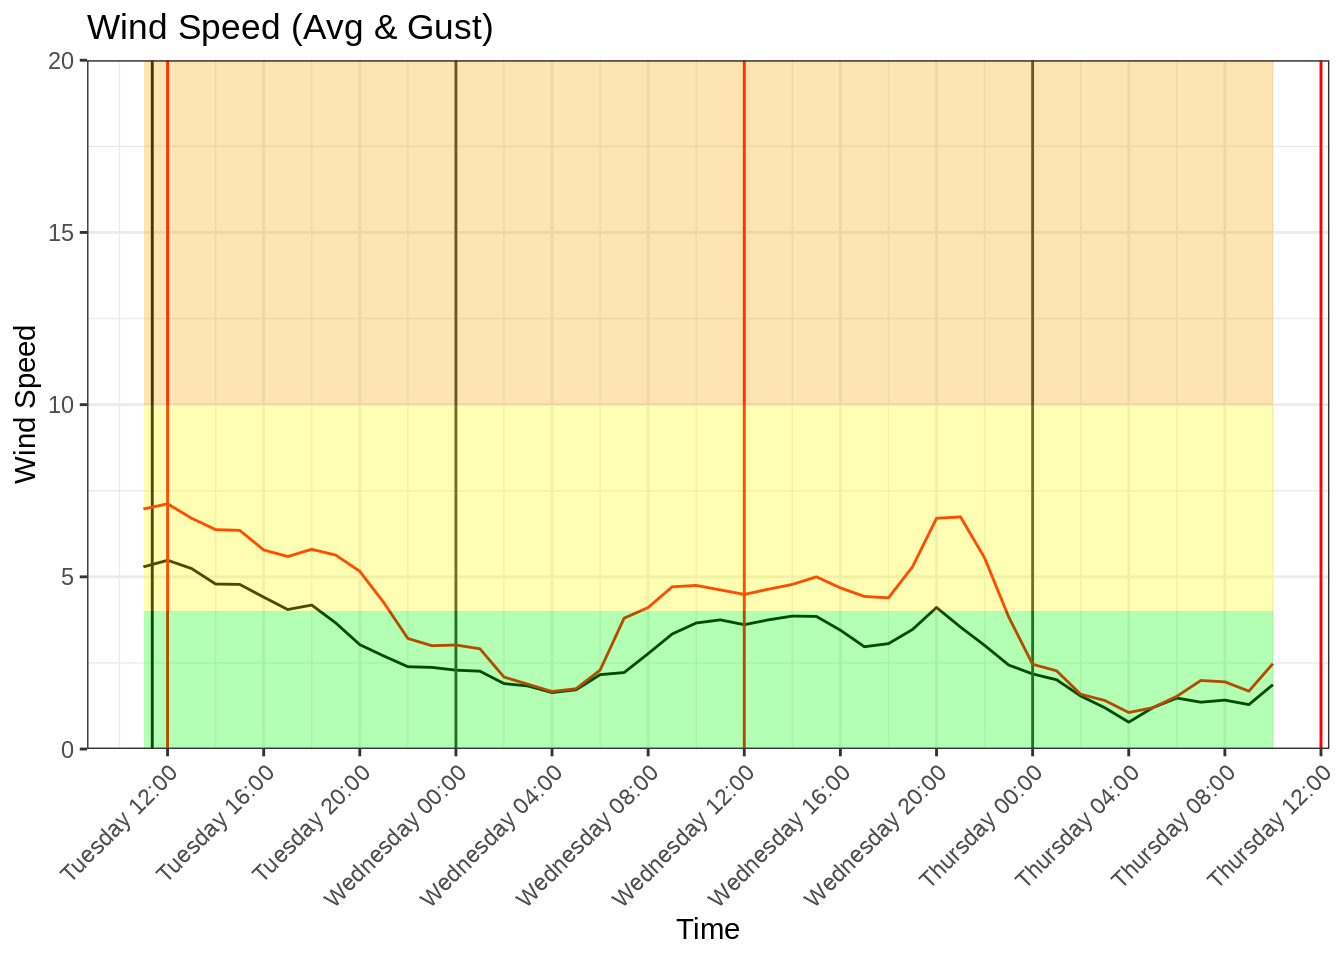 Wind Speed (Avg & Gust)
20
15
10
5
0
Wind Speed
Tuesday 12:00
Tuesday 16:00
Tuesday 20:00
Wednesday 00:00
Wednesday 04:00
Wednesday 08:00
Wednesday 12:00
Wednesday 16:00
Wednesday 20:00
Thursday 00:00
Thursday 04:00
Thursday 08:00
Thursday 12:00
Time